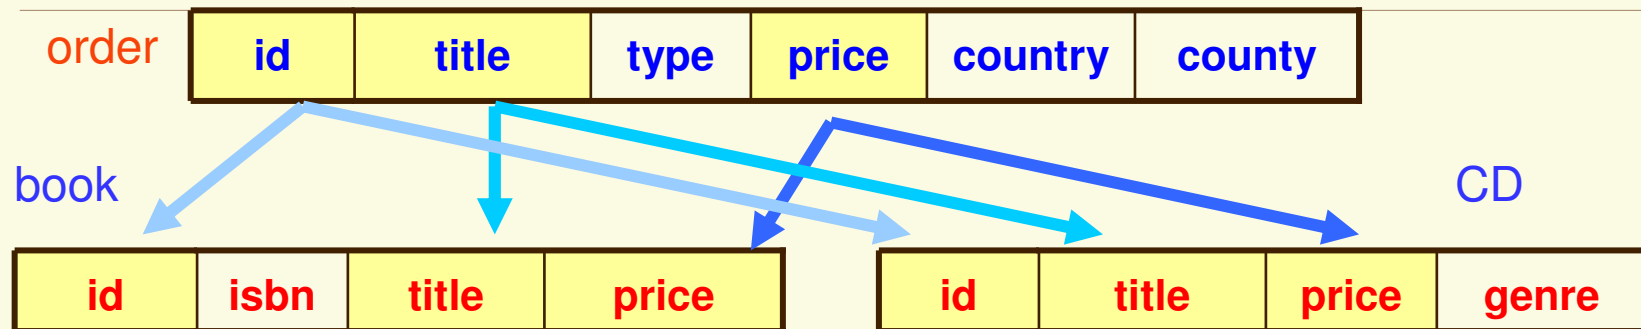 order id title type price country county
book CD
id isbn title price id title price genre